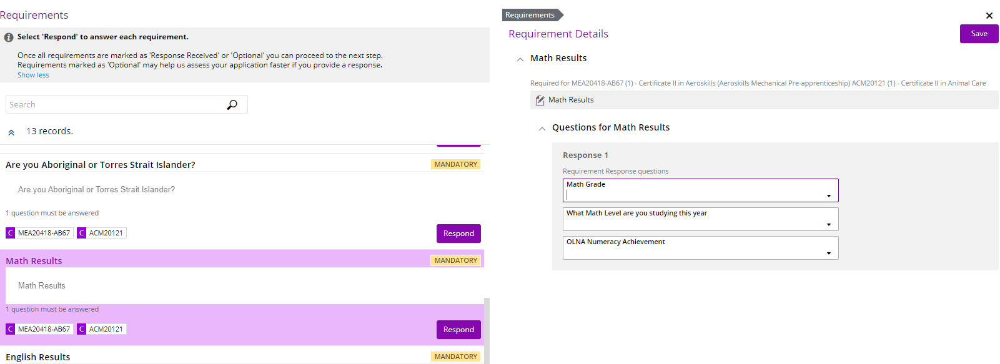 Requirements
Select 'Respond' to answer each requirement.
Once all requirements are marked as 'Response Received' or 'Optional' you can proceed to the next step.
Requirements marked as 'Optional' may help us assess your application faster if you provide a response.
Show less
Search
13 records.
Are you Aboriginal or Torres Strait Islander?
MANDATORY
Are you Aboriginal or Torres Strait Islander?
1 question must be answered
C MEA20418-AB67 C ACM20121
Respond
Math Results
MANDATORY
Math Results
1 question must be answered
C MEA20418-AB67 C ACM20121
Respond
English Results
MANDATORY
Requirements
Requirement Details
Save
Math Results
Required for MEA20418-AB67 (1) - Certificate II in Aeroskills (Aeroskills Mechanical Pre-apprenticeship) ACM20121 (1) - Certificate II in Animal Care
Math Results
Questions for Math Results
Response 1
Requirement Response questions
Math Grade
What Math Level are you studying this year
OLNA Numeracy Achievement